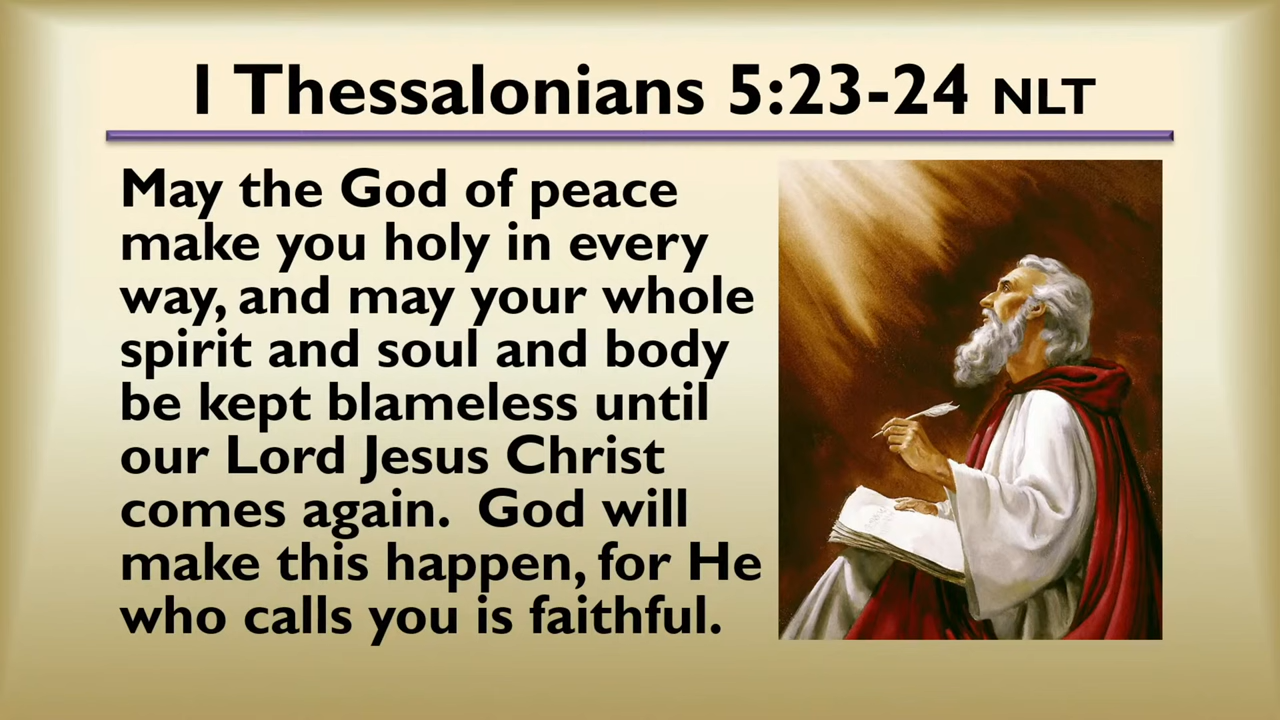 1 Thessalonians 5:23-24 NLT
May the God of peace
make you holy in every
way, and may your whole
spirit and soul and body
be kept blameless until
our Lord Jesus Christ
comes again.  God will
make this happen, for He
who calls you is faithful.